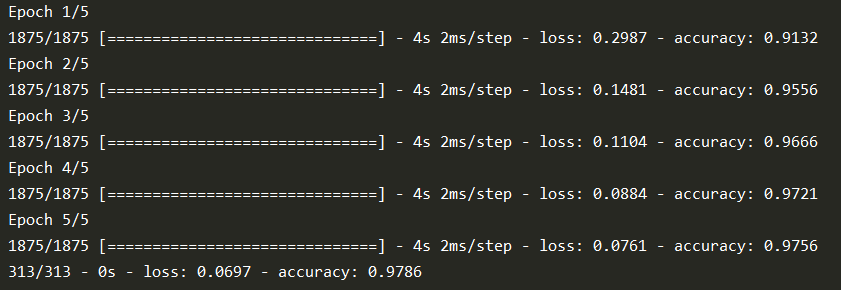 Epoch 1/5
1875/1875 [==============================] - 4s 2ms/step - loss: 0.2987 - accuracy: 0.9132
Epoch 2/5
1875/1875 [==============================] - 4s 2ms/step - loss: 0.1481 - accuracy: 0.9556
Epoch 3/5
1875/1875 [==============================] - 4s 2ms/step - loss: 0.1104 - accuracy: 0.9666
Epoch 4/5
1875/1875 [==============================] - 4s 2ms/step - loss: 0.0884 - accuracy: 0.9721
Epoch 5/5
1875/1875 [==============================] - 4s 2ms/step - loss: 0.0761 - accuracy: 0.9756
313/313 - 0s - loss: 0.0697 - accuracy: 0.9786